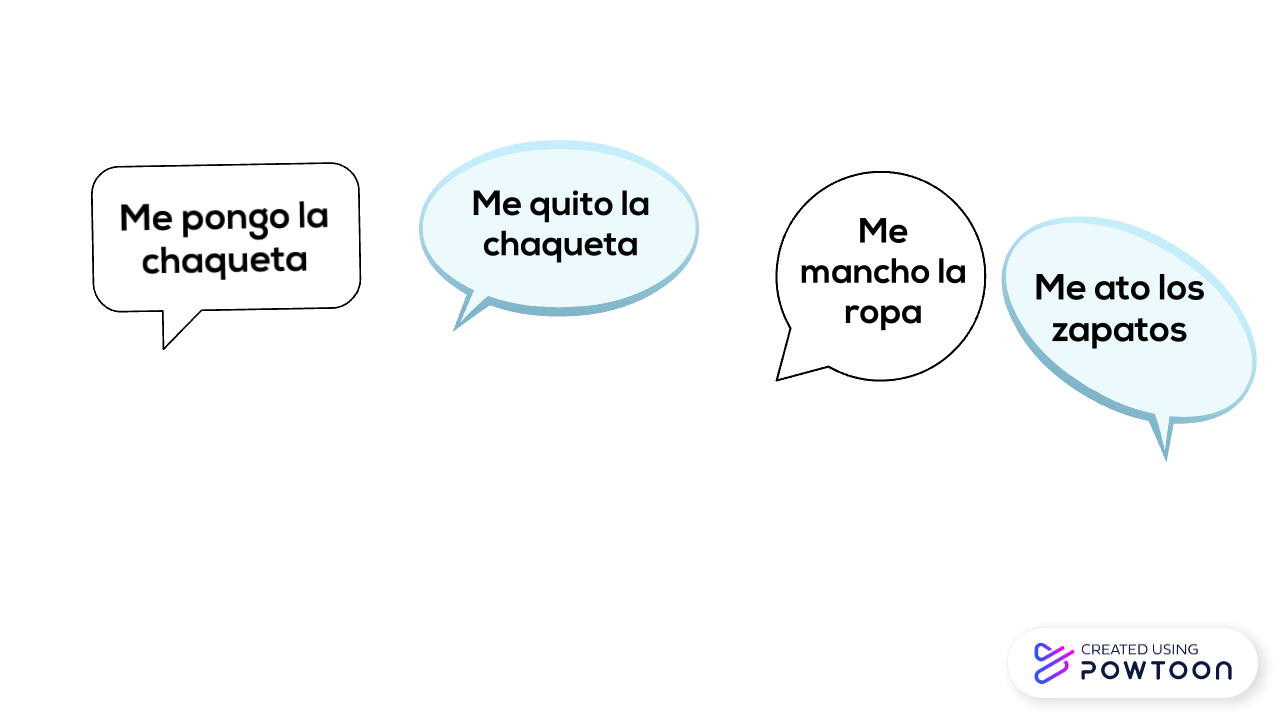 Me pongo la
chaqueta
Me quito la
chaqueta
Me
mancho la
ropa
Me ato los
zapatos
CREATED USING
POWTOON